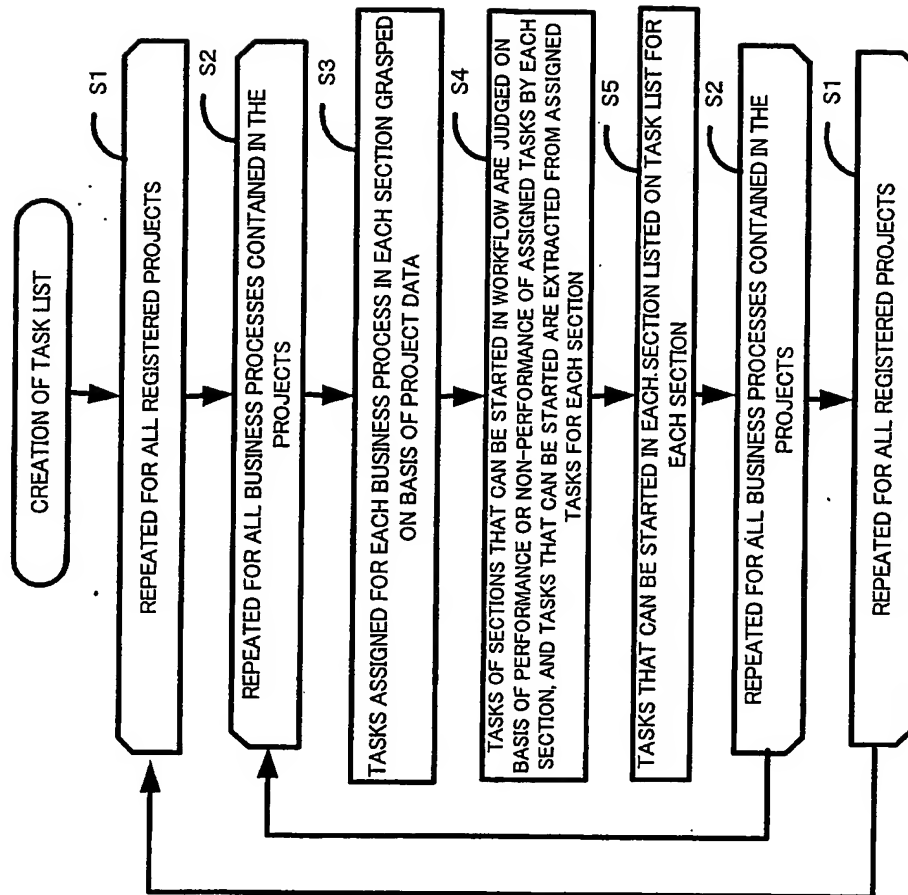 CREATION OF TASK LIST
S1
REPEATED FOR ALL REGISTERED PROJECTS
S2
REPEATED FOR ALL BUSINESS PROCESSES CONTAINED IN THE
PROJECTS
S3
TASKS ASSIGNED FOR EACH BUSINESS PROCESS IN EACH SECTION GRASPED
ON BASIS OF PROJECT DATA
S4
TASKS OF SECTIONS THAT CAN BE STARTED IN WORKFLOW ARE JUDGED ON
BASIS OF PERFORMANCE OR NON-PERFORMANCE OF ASSIGNED TASKS BY EACH
SECTION, AND TASKS THAT CAN BE STARTED ARE EXTRACTED FROM ASSIGNED
TASKS FOR EACH SECTION
S5
TASKS THAT CAN BE STARTED IN EACH SECTION LISTED ON TASK LIST FOR
EACH SECTION
S2
REPEATED FOR ALL BUSINESS PROCESSES CONTAINED IN THE
PROJECTS
S1
REPEATED FOR ALL REGISTERED PROJECTS